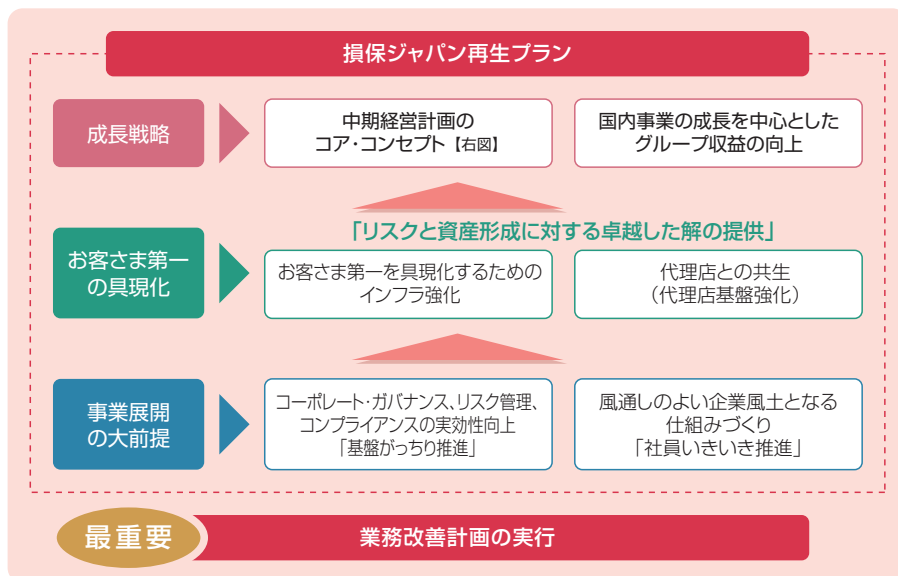 損保ジャパン再生プラン
成長戦略
中期経営計画の
コア・コンセプト【右図】
国内事業の成長を中心とした
グループ収益の向上
「リスクと資産形成に対する卓越した解の提供」
お客さま第一
の具現化
お客さま第一を具現化するための
インフラ強化
代理店との共生
（代理店基盤強化）
事業展開
の大前提
コーポレート・ガバナンス、リスク管理、
コンプライアンスの実効性向上
「基盤がっちり推進」
風通しのよい企業風土となる
仕組みづくり
「社員いきいき推進」
最重要
業務改善計画の実行